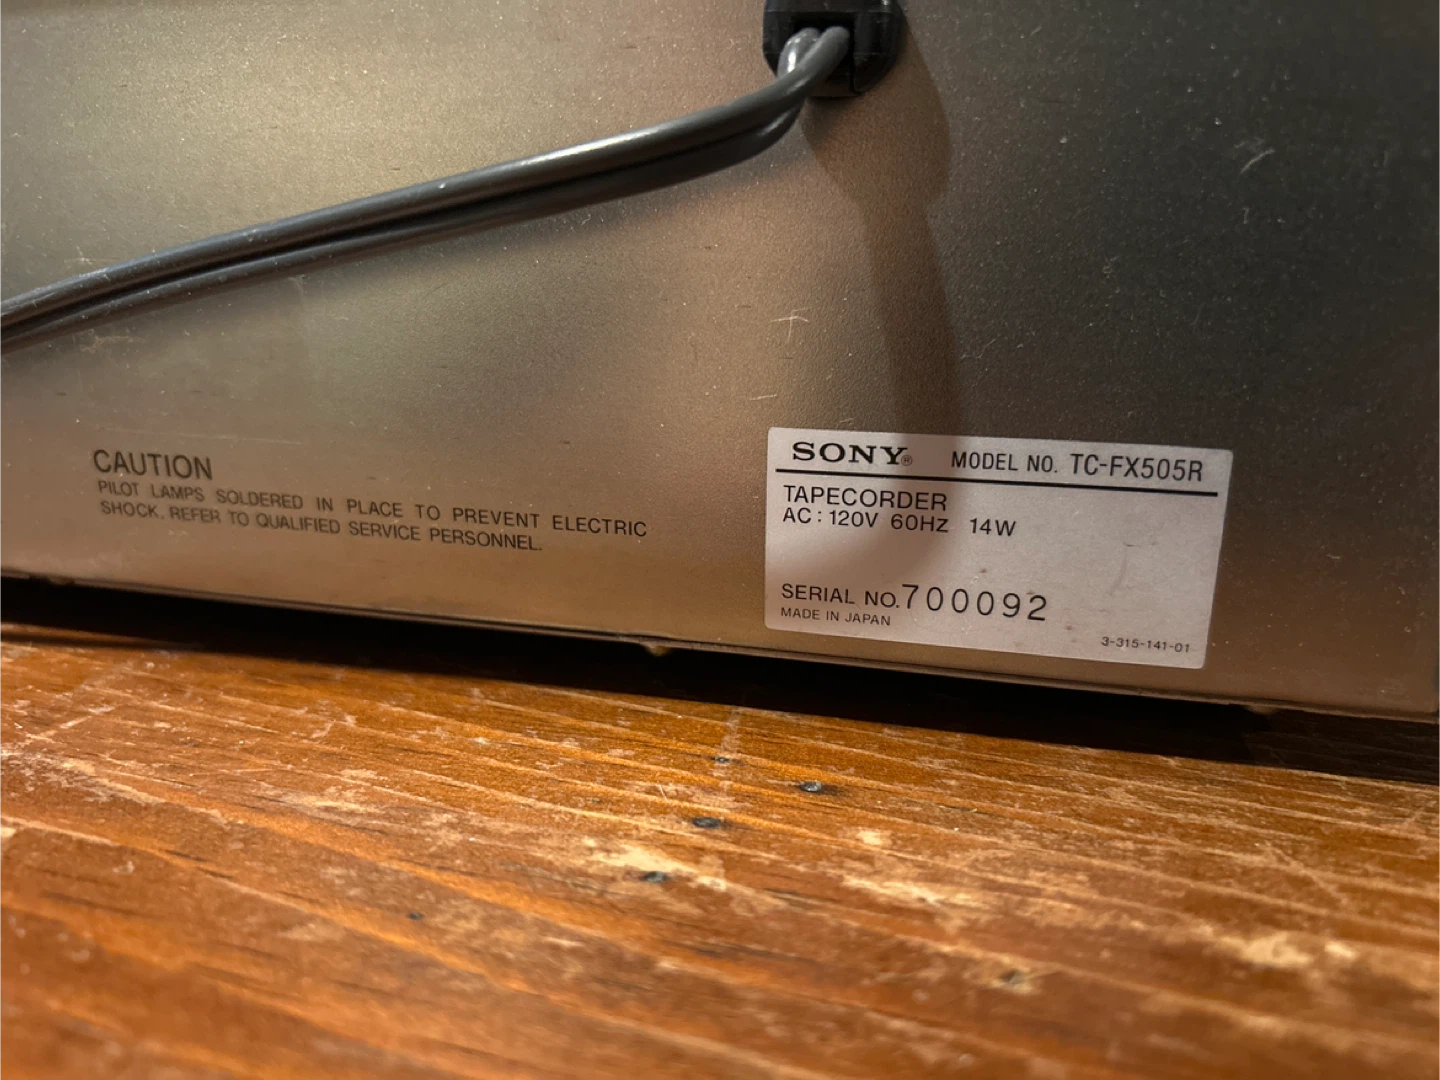 CAUTION
PILOT LAMPS SOLDERED IN PLACE TO PREVENT ELECTRIC
SHOCK. REFER TO QUALIFIED SERVICE PERSONNEL.
SONY® MODEL NO. TC-FX505R
TAPECORDER
AC: 120V 60HZ 14W
SERIAL NO. 700092
MADE IN JAPAN
3-315-141-01